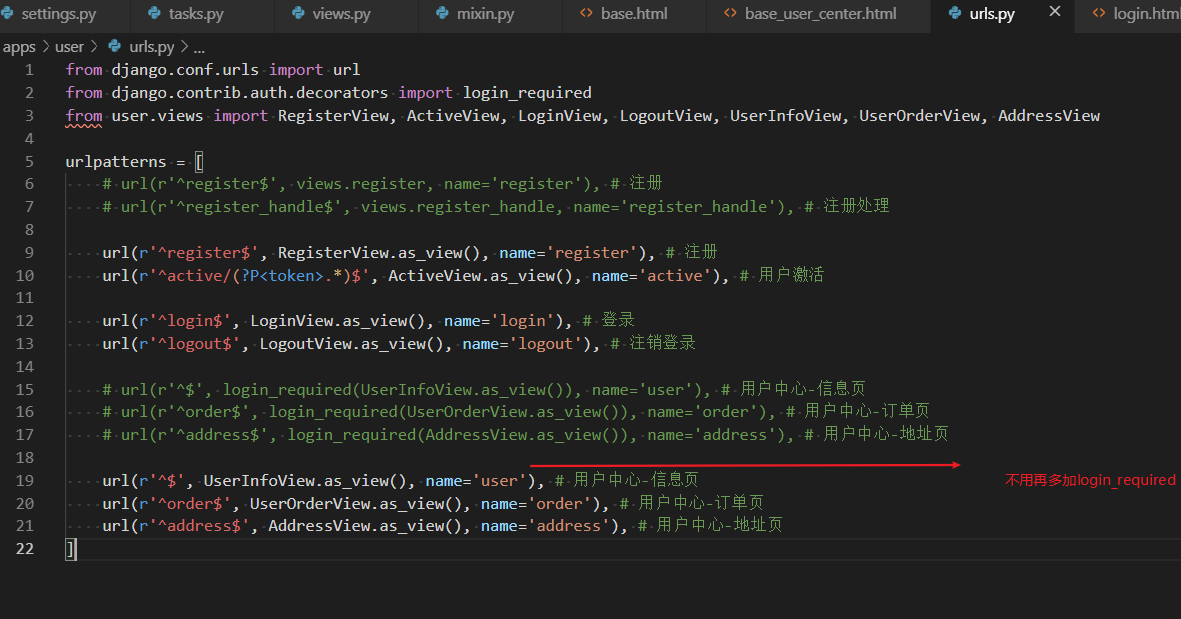 settings.py tasks.py views.py mixin.py base.html base_user_center.html urls.py login.htm
apps > user > urls.py > ...
1 from django.conf.urls import url
2 from django.contrib.auth.decorators import login_required
3 from user.views import RegisterView, ActiveView, LoginView, LogoutView, UserInfoView, UserOrderView, AddressView
4
5 urlpatterns = [
6 # url(r'^register$', views.register, name='register'), # 注册
7 # url(r'^register_handle$', views.register_handle, name='register_handle'), # 注册处理
8
9 url(r'^register$', RegisterView.as_view(), name='register'), # 注册
10 url(r'^active/(?P<token>.*)$', ActiveView.as_view(), name='active'), # 用户激活
11
12 url(r'^login$', LoginView.as_view(), name='login'), # 登录
13 url(r'^logout$', LogoutView.as_view(), name='logout'), # 注销登录
14
15 # url(r'^$', login_required(UserInfoView.as_view()), name='user'), # 用户中心-信息页
16 # url(r'^order$', login_required(UserOrderView.as_view()), name='order'), # 用户中心-订单页
17 # url(r'^address$', login_required(AddressView.as_view()), name='address'), # 用户中心-地址页
18
19 url(r'^$', UserInfoView.as_view(), name='user'), # 用户中心-信息页 不用再多加login_required
20 url(r'^order$', UserOrderView.as_view(), name='order'), # 用户中心-订单页
21 url(r'^address$', AddressView.as_view(), name='address'), # 用户中心-地址页
22 ]